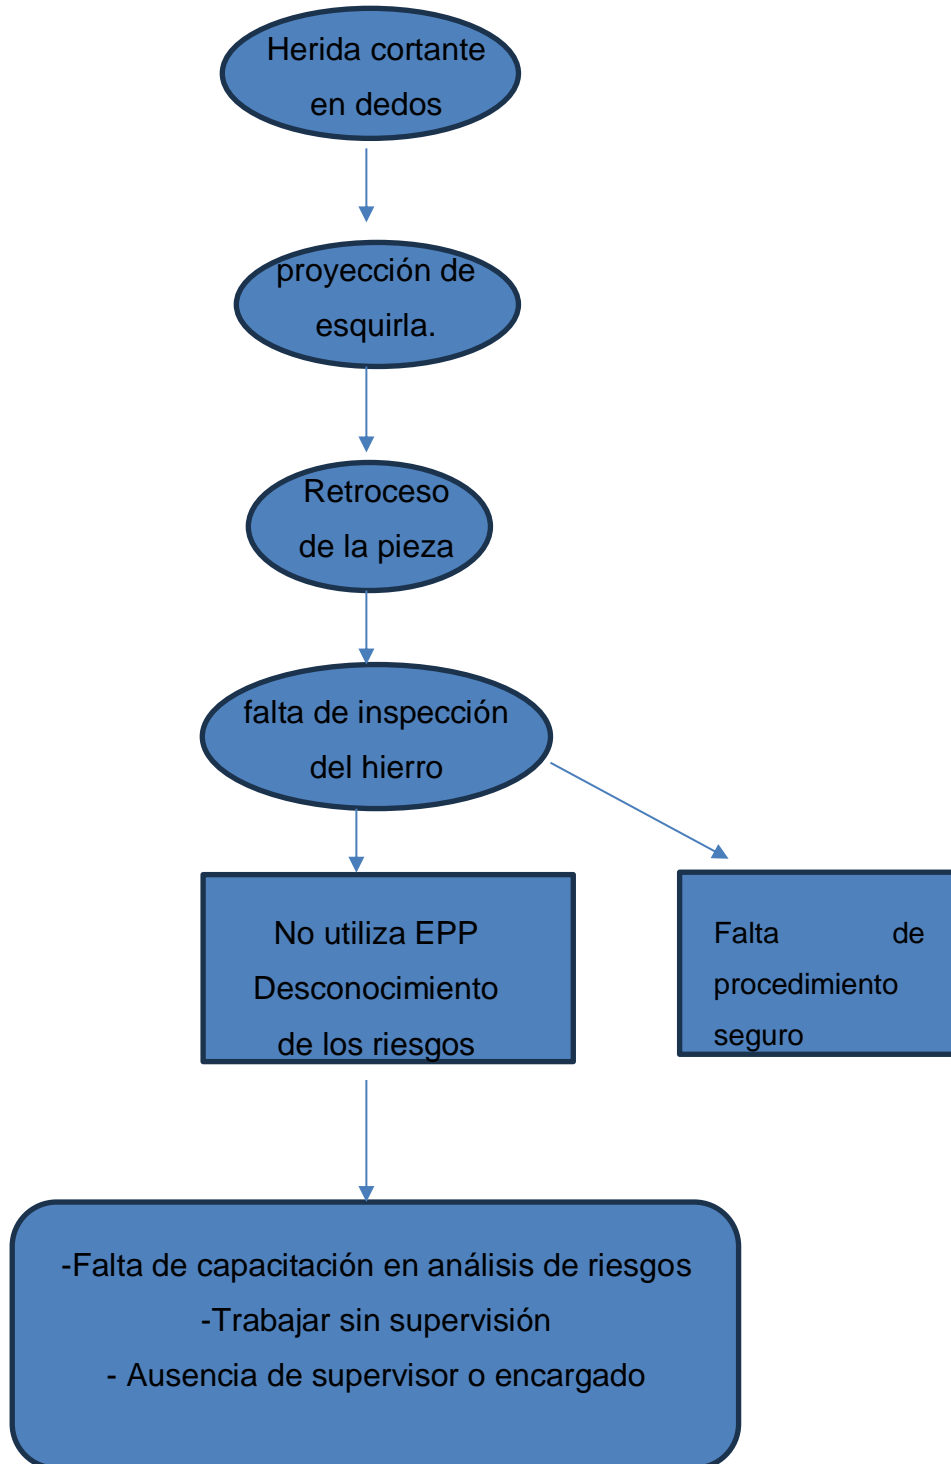 Herida cortante
en dedos
proyección de
esquirla.
Retroceso
de la pieza
falta de inspección
del hierro
No utiliza EPP
Desconocimiento
de los riesgos
Falta de
procedimiento
seguro
-Falta de capacitación en análisis de riesgos
-Trabajar sin supervisión
- Ausencia de supervisor o encargado